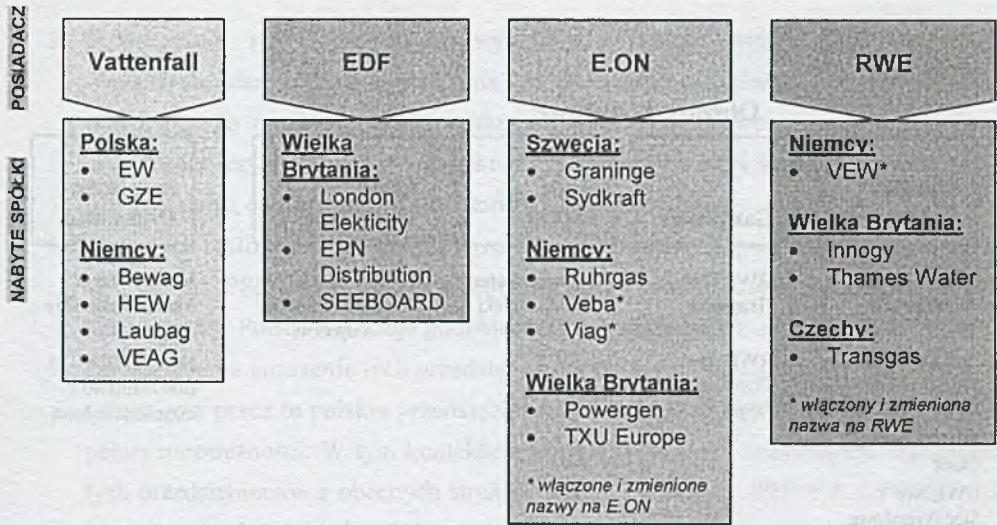 POSIADACZ
Vattenfall
EDF
E.ON
RWE
NABYTE SPÓŁKI
Polska:
• EW
• GZE
Niemcy:
• Bewag
• HEW
• Laubag
• VEAG
Wielka
Brytania:
• London
Elekticity
• EPN
Distribution
• SEEBOARD
Szwecja:
• Graninge
• Sydkraft
Niemcy:
• Ruhrgas
• Veba*
• Viag*
Wielka Brytania:
• Powergen
• TXU Europe
* włączone i zmienione
nazwy na E.ON
Niemcy:
• VEW*
Wielka Brytania:
• Innogy
• Thames Water
Czechy:
• Transgas
* włączony i zmieniona
nazwa na RWE